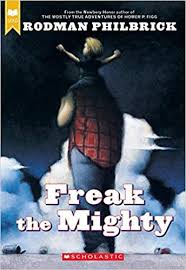 From the Newbery Honor author of
THE MOSTLY TRUE ADVENTURES OF HOMER P. FIGG
RODMAN PHILBRICK
Freak
the Mighty
SCHOLASTIC